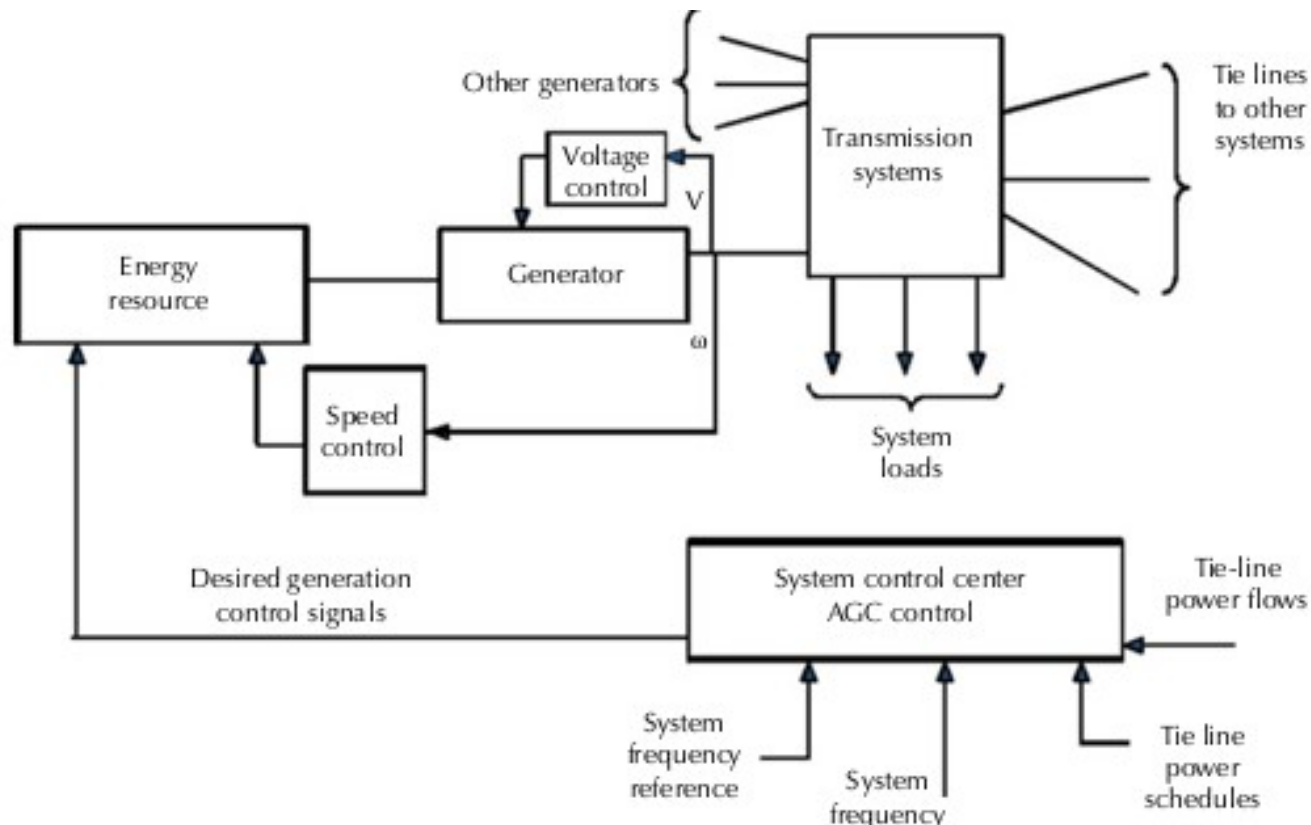 Other generators
Transmission
systems
Tie lines
to other
systems
Voltage
control
V
Energy
resource
Generator
ω
Speed
control
System
loads
Desired generation
control signals
System control center
AGC control
Tie-line
power flows
System
frequency
reference
System
frequency
Tie line
power
schedules